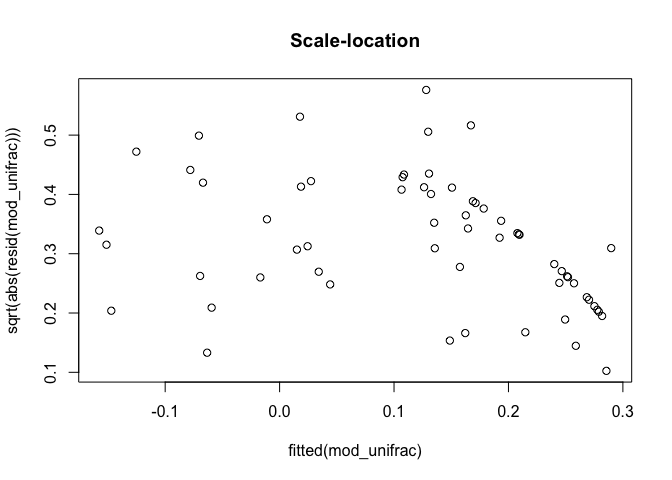 Scale-location
sqrt(abs(resid(mod_unifrac)))
0.5
0.4
0.3
0.2
0.1
-0.1 0.0 0.1 0.2 0.3
fitted(mod_unifrac)